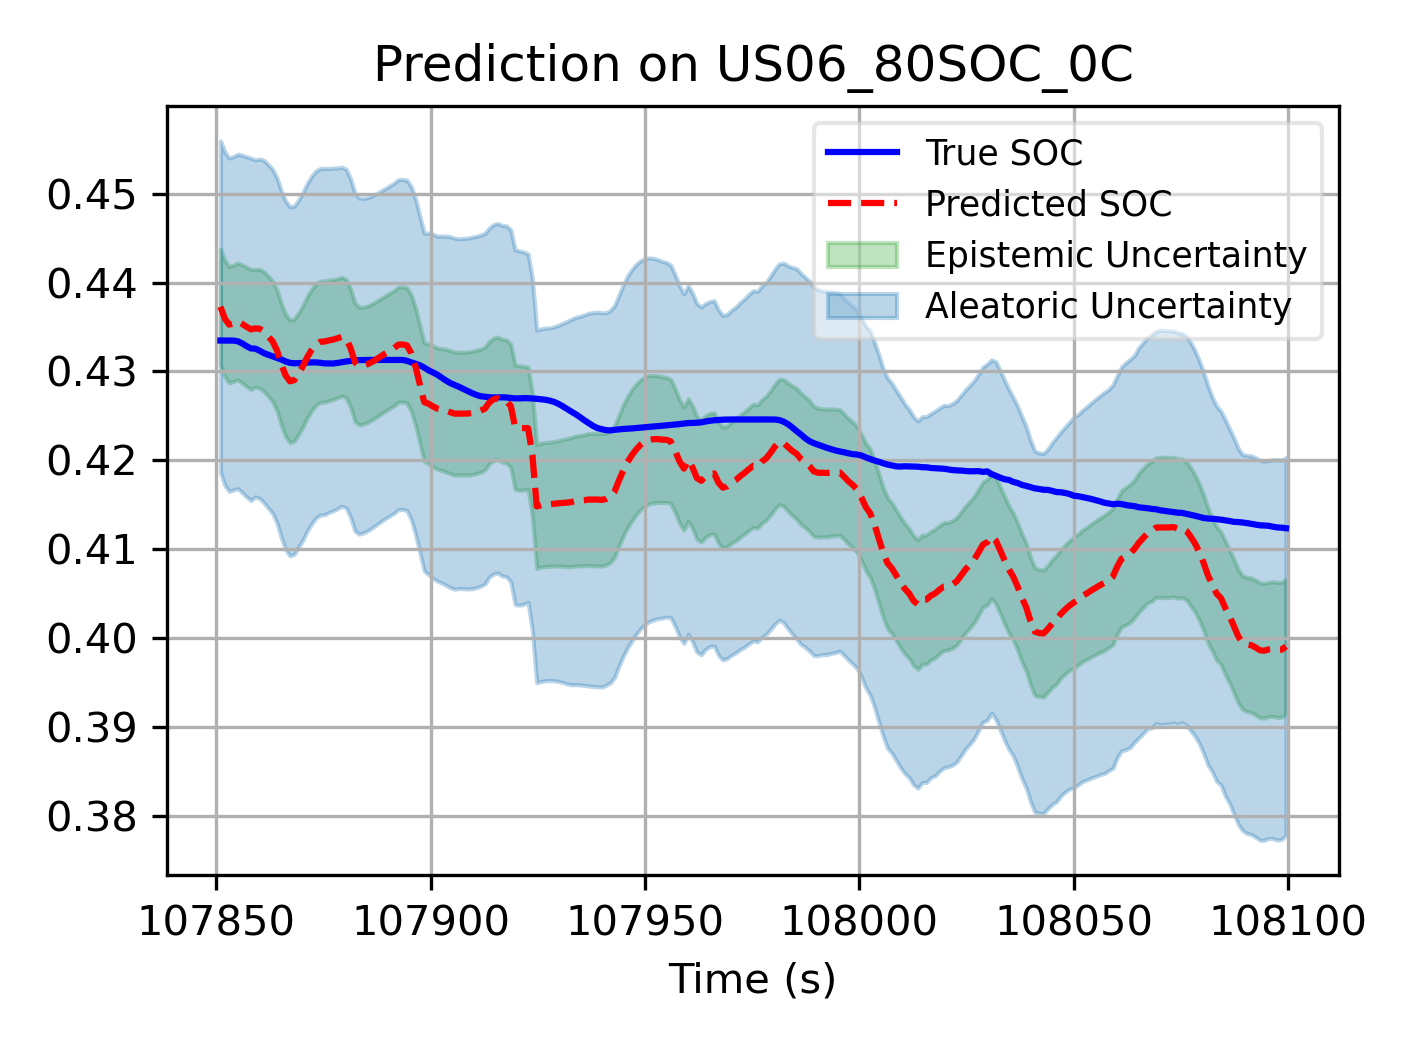 Prediction on US06_80SOC_0C
True SOC
Predicted SOC
Epistemic Uncertainty
Aleatoric Uncertainty
0.45
0.44
0.43
0.42
0.41
0.40
0.39
0.38
107850 107900 107950 108000 108050 108100
Time (s)